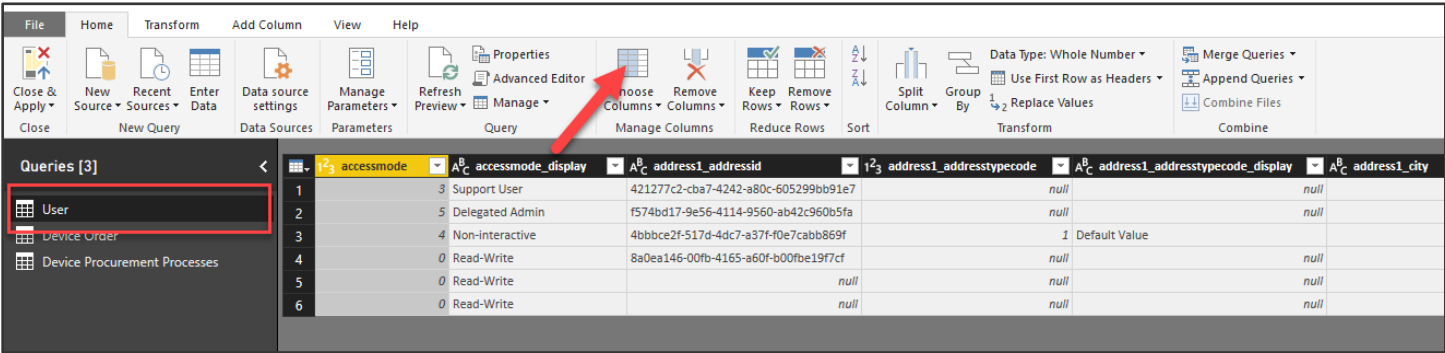 File Home Transform Add Column View Help
Close & Apply
New Source
Recent Sources
Enter Data
Data source settings
Manage Parameters
Refresh Preview
Properties
Advanced Editor
Manage
Columns
Remove Columns
Keep Rows
Remove Rows
Split Column
Group By
Data Type: Whole Number
Use First Row as Headers
Replace Values
Merge Queries
Append Queries
Combine Files
Close New Query Data Sources Parameters Query Manage Columns Reduce Rows Sort Transform Combine
Queries [3]
User
Device Order
Device Procurement Processes
accessmode accessmode_display address1_addressid address1_addresstypecode address1_addresstypecode_display address1_city
1 3 Support User 421277c2-cba7-4242-a80c-605299bb91e7 null null
2 5 Delegated Admin f574bd17-9e56-4114-9560-ab42c960b5fa null null
3 4 Non-interactive 4bbbce2f-517d-4dc7-a37f-f0e7cabb869f 1 Default Value
4 0 Read-Write 8a0ea146-00fb-4165-a60f-b00fbe19f7cf null null
5 0 Read-Write null null null
6 0 Read-Write null null null